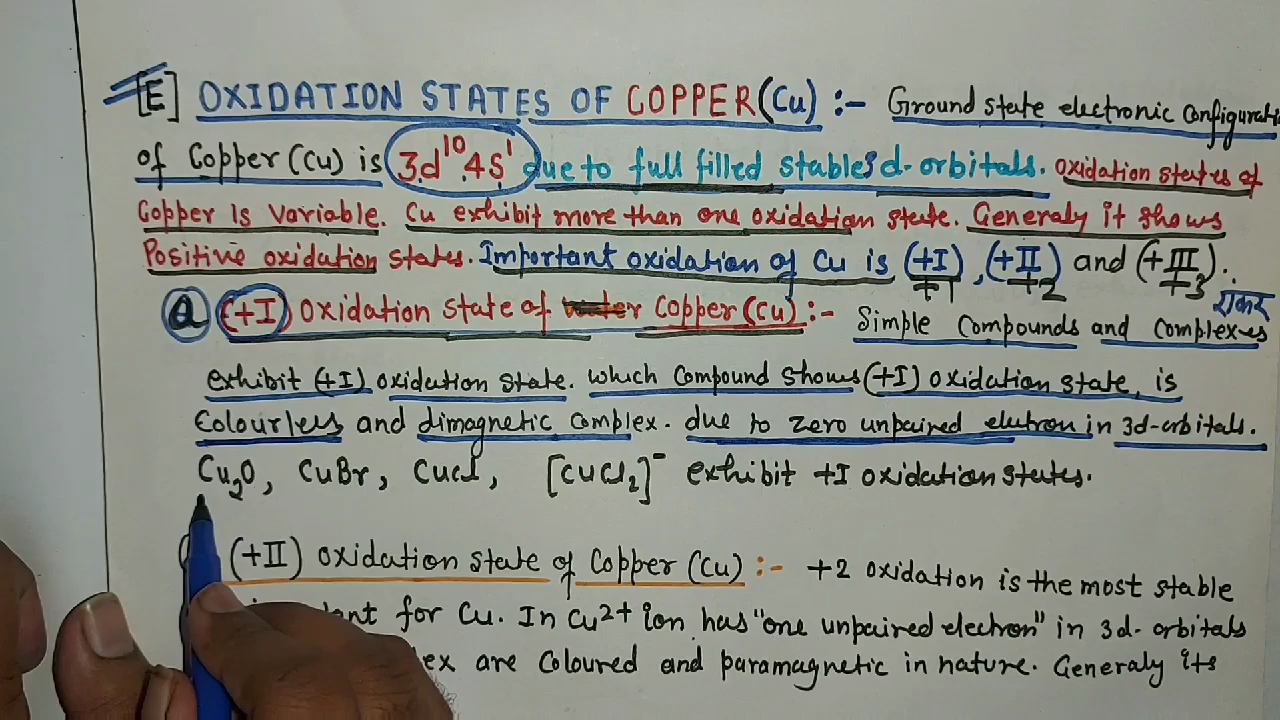 [E] OXIDATION STATES OF COPPER (Cu) :- Ground state electronic configurati
of Copper (Cu) is 3d¹⁰4s¹ due to full filled stable 3d-orbitals. oxidation states of
Copper is variable. Cu exhibit more than one oxidation state. Generaly it shows
Positive oxidation states. Important oxidation of Cu is (+I), (+II) and (+III).
+1 +2 +3
(+I) Oxidation state of Copper (Cu) :- Simple Compounds and complexes
exhibit (+I) oxidation state. which compound shows (+I) oxidation state, is
Colourless and dimagnetic complex. due to zero unpaired electron in 3d-orbitals.
Cu₂O, CuBr, CuCl, [CuCl₂]⁻ exhibit +I oxidation states.
(+II) oxidation state of Copper (Cu) :- +2 oxidation is the most stable
for Cu. In Cu²⁺ ion has "one unpaired electron" in 3d-orbitals
are Coloured and paramagnetic in nature. Generaly its